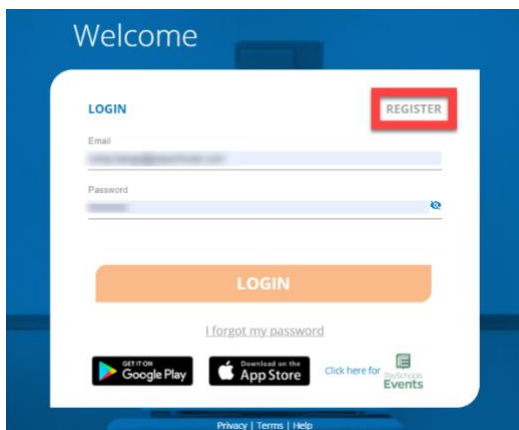 Welcome
LOGIN REGISTER
Email
Password
LOGIN
I forgot my password
GET IT ON
Google Play
Download on the
App Store
Click here for
PaySchools
Events
Privacy | Terms | Help